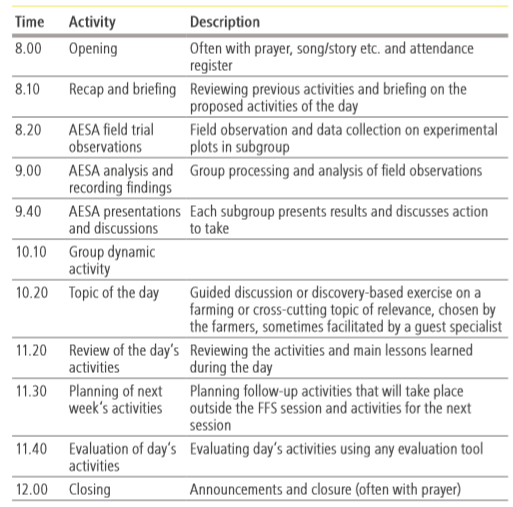 Time Activity Description
8.00 Opening Often with prayer, song/story etc. and attendance
register
8.10 Recap and briefing Reviewing previous activities and briefing on the
proposed activities of the day
8.20 AESA field trial Field observation and data collection on experimental
observations plots in subgroup
9.00 AESA analysis and Group processing and analysis of field observations
recording findings
9.40 AESA presentations Each subgroup presents results and discusses action
and discussions to take
10.10 Group dynamic
activity
10.20 Topic of the day Guided discussion or discovery-based exercise on a
farming or cross-cutting topic of relevance, chosen by
the farmers, sometimes facilitated by a guest specialist
11.20 Review of the day's Reviewing the activities and main lessons learned
activities during the day
11.30 Planning of next Planning follow-up activities that will take place
week's activities outside the FFS session and activities for the next
session
11.40 Evaluation of day's Evaluating day's activities using any evaluation tool
activities
12.00 Closing Announcements and closure (often with prayer)